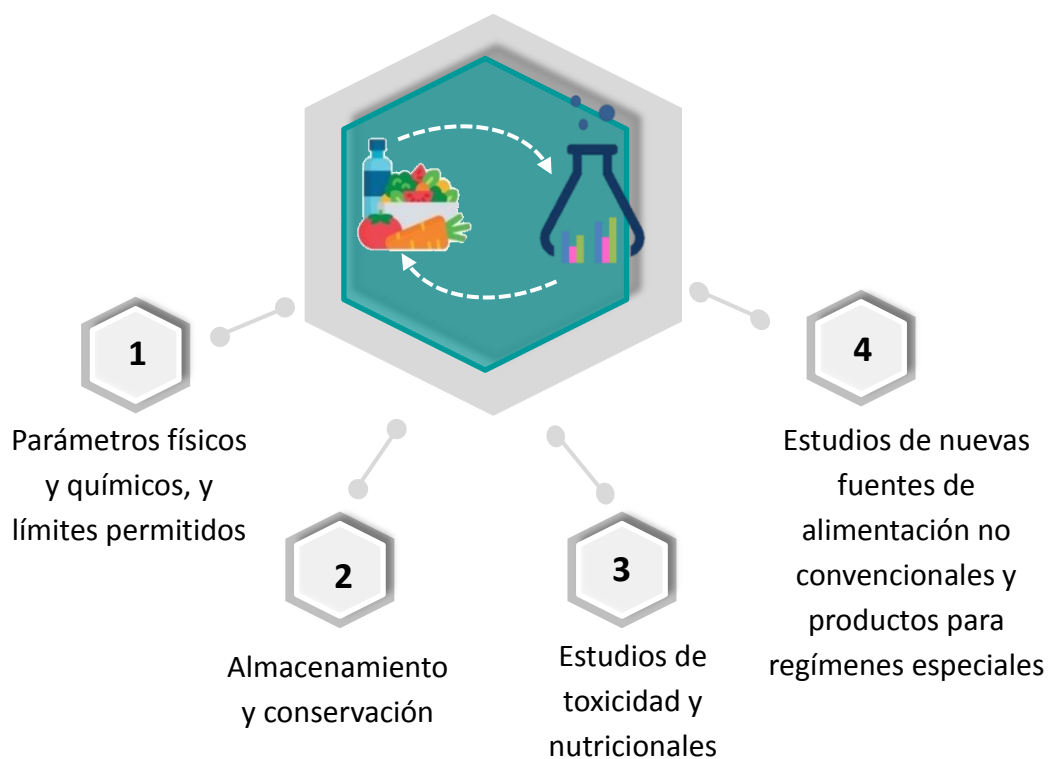 1
Parámetros físicos
y químicos, y
límites permitidos
2
Almacenamiento
y conservación
3
Estudios de
toxicidad y
nutricionales
4
Estudios de nuevas
fuentes de
alimentación no
convencionales y
productos para
regímenes especiales